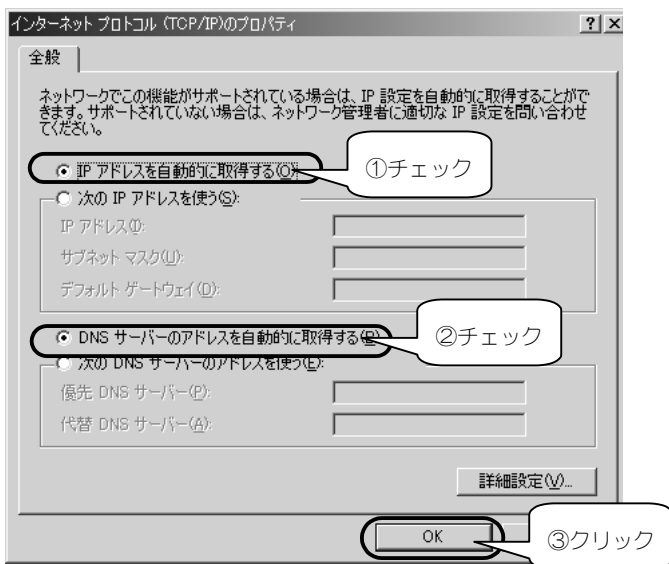 インターネット プロトコル (TCP/IP)のプロパティ
? ×
全般
ネットワークでこの機能がサポートされている場合は、IP 設定を自動的に取得することがで
きます。サポートされていない場合は、ネットワーク管理者に適切な IP 設定を問い合わせ
てください。
IP アドレスを自動的に取得する(O)
①チェック
次の IP アドレスを使う(S):
IP アドレス(I):
サブネット マスク(U):
デフォルト ゲートウェイ(D):
DNS サーバーのアドレスを自動的に取得する(B)
②チェック
次の DNS サーバーのアドレスを使う(E):
優先 DNS サーバー(P):
代替 DNS サーバー(A):
詳細設定(V)...
OK
③クリック